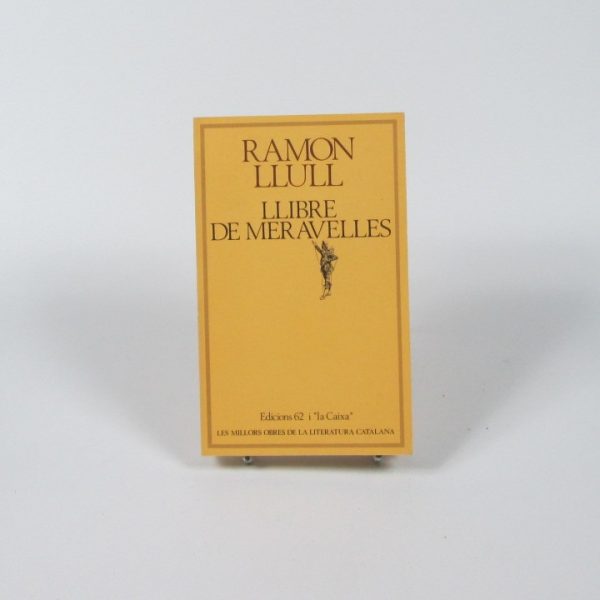 RAMON
LLULL
LLIBRE
DE MERAVELLES
Edicions 62 i "la Caixa"
LES MILLORS OBRES DE LA LITERATURA CATALANA